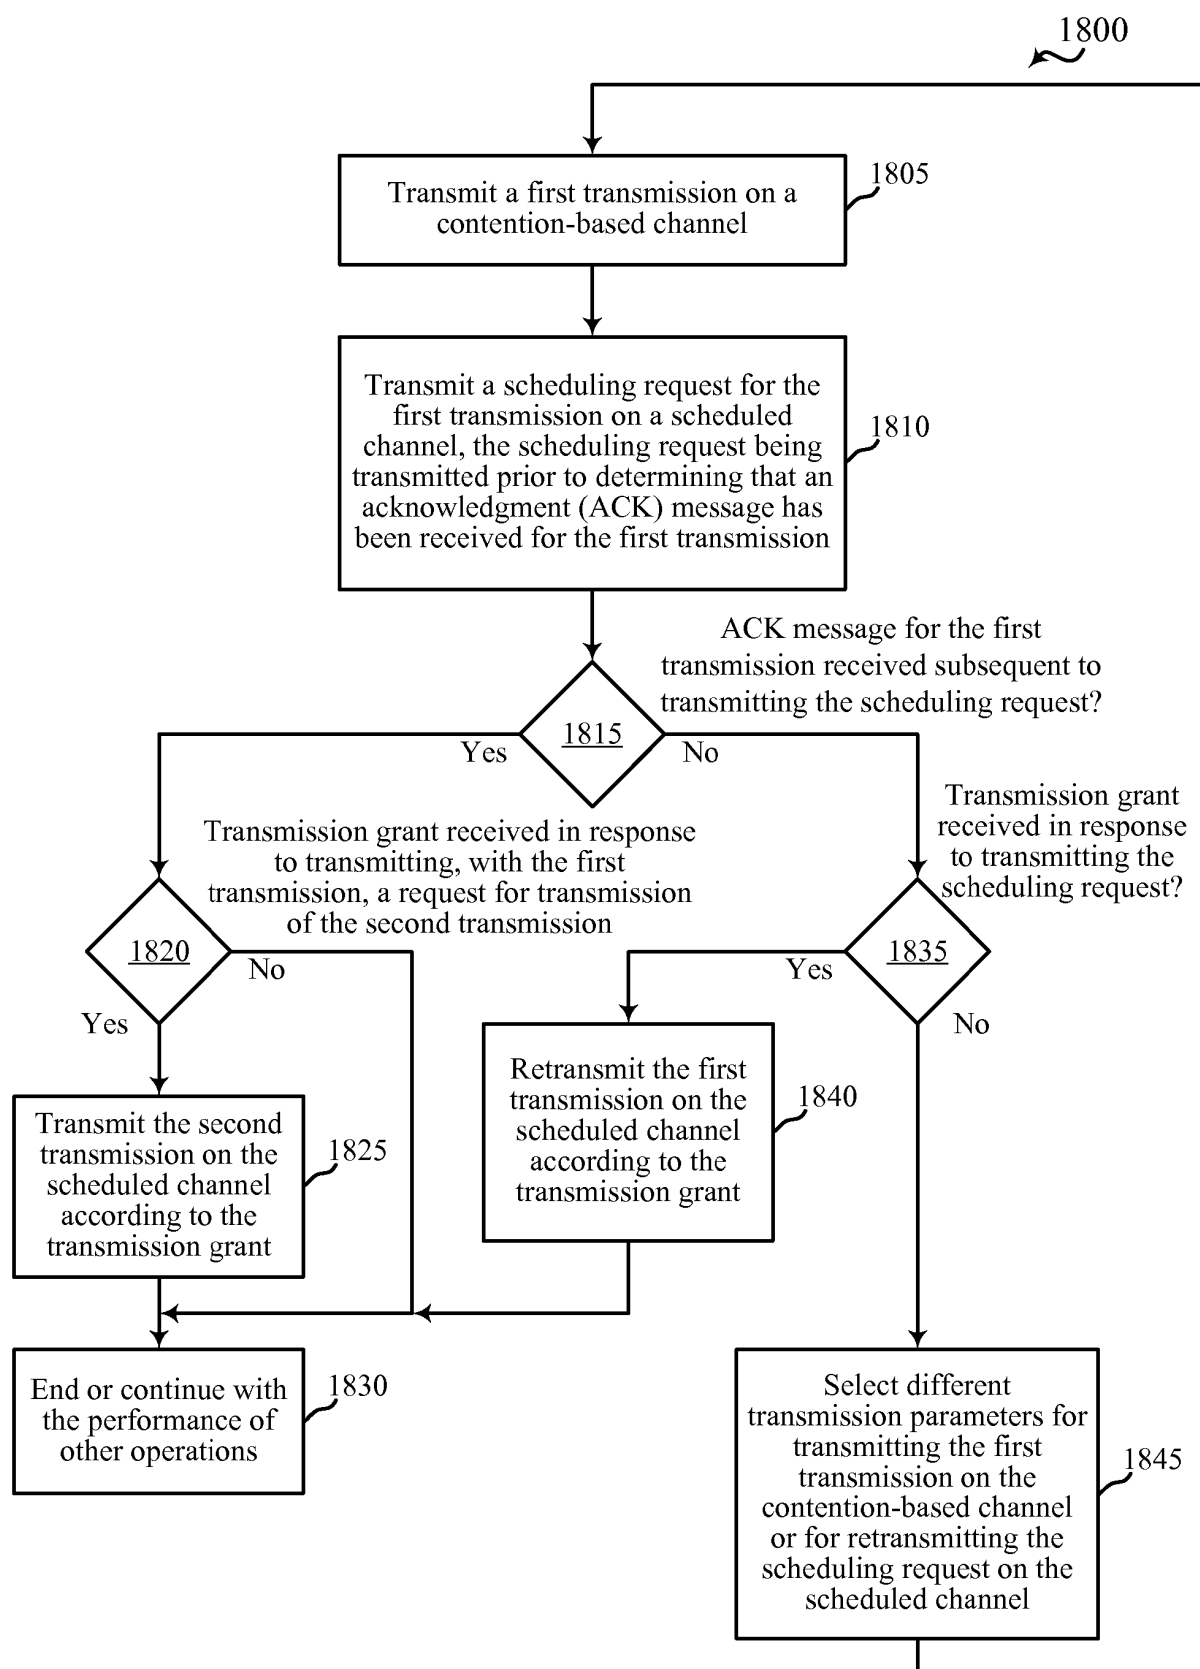 1800
Transmit a first transmission on a
contention-based channel
1805
Transmit a scheduling request for the
first transmission on a scheduled
channel, the scheduling request being
transmitted prior to determining that an
acknowledgment (ACK) message has
been received for the first transmission
1810
ACK message for the first
transmission received subsequent to
transmitting the scheduling request?
1815
Yes
No
Transmission grant received in response
to transmitting, with the first
transmission, a request for transmission
of the second transmission
Transmission grant
received in response
to transmitting the
scheduling request?
1820
No
Yes
1835
Yes
No
Transmit the second
transmission on the
scheduled channel
according to the
transmission grant
1825
Retransmit the first
transmission on the
scheduled channel
according to the
transmission grant
1840
End or continue with
the performance of
other operations
1830
Select different
transmission parameters for
transmitting the first
transmission on the
contention-based channel
or for retransmitting the
scheduling request on the
scheduled channel
1845